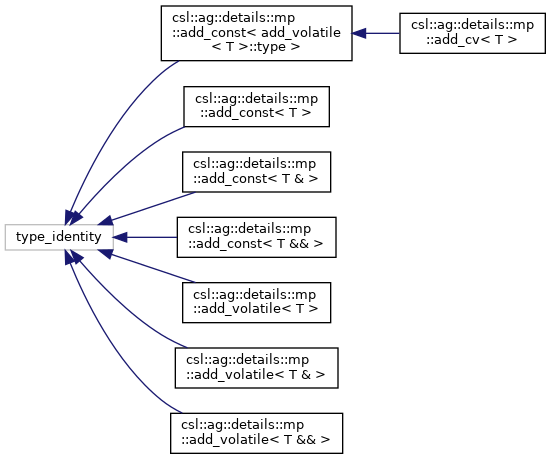 csl::ag::details::mp
::add_const< add_volatile
< T >::type >
csl::ag::details::mp
::add_cv< T >
csl::ag::details::mp
::add_const< T >
csl::ag::details::mp
::add_const< T & >
type_identity
csl::ag::details::mp
::add_const< T && >
csl::ag::details::mp
::add_volatile< T >
csl::ag::details::mp
::add_volatile< T & >
csl::ag::details::mp
::add_volatile< T && >